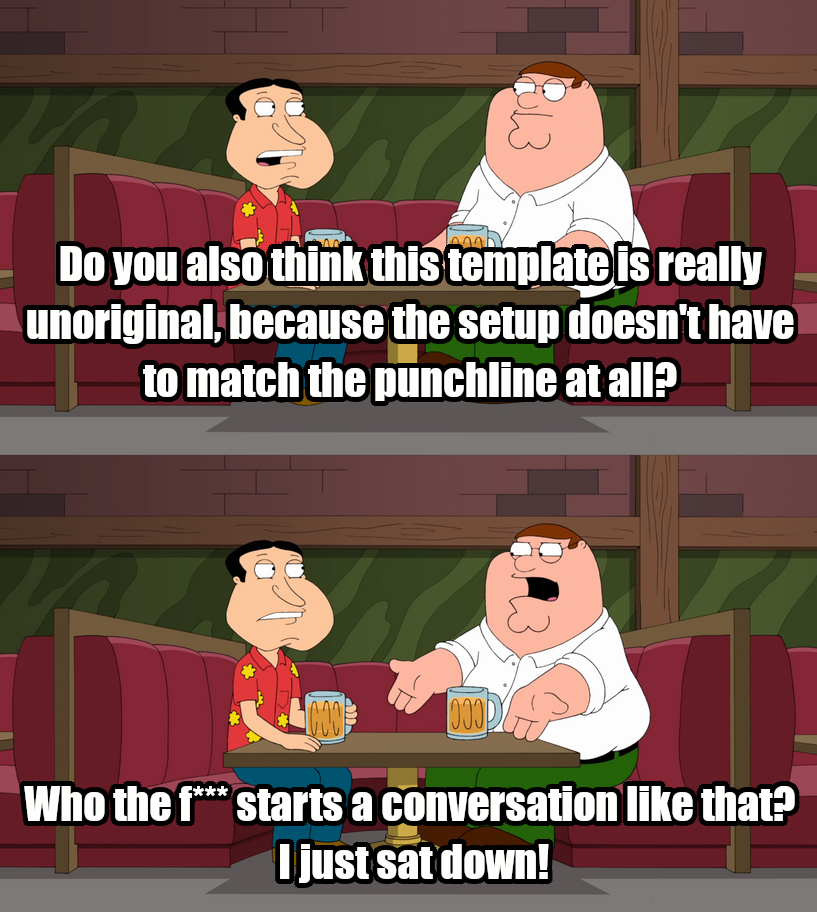 Do you also think this template is really
unoriginal, because the setup doesn't have
to match the punchline at all?
Who the f*** starts a conversation like that?
I just sat down!